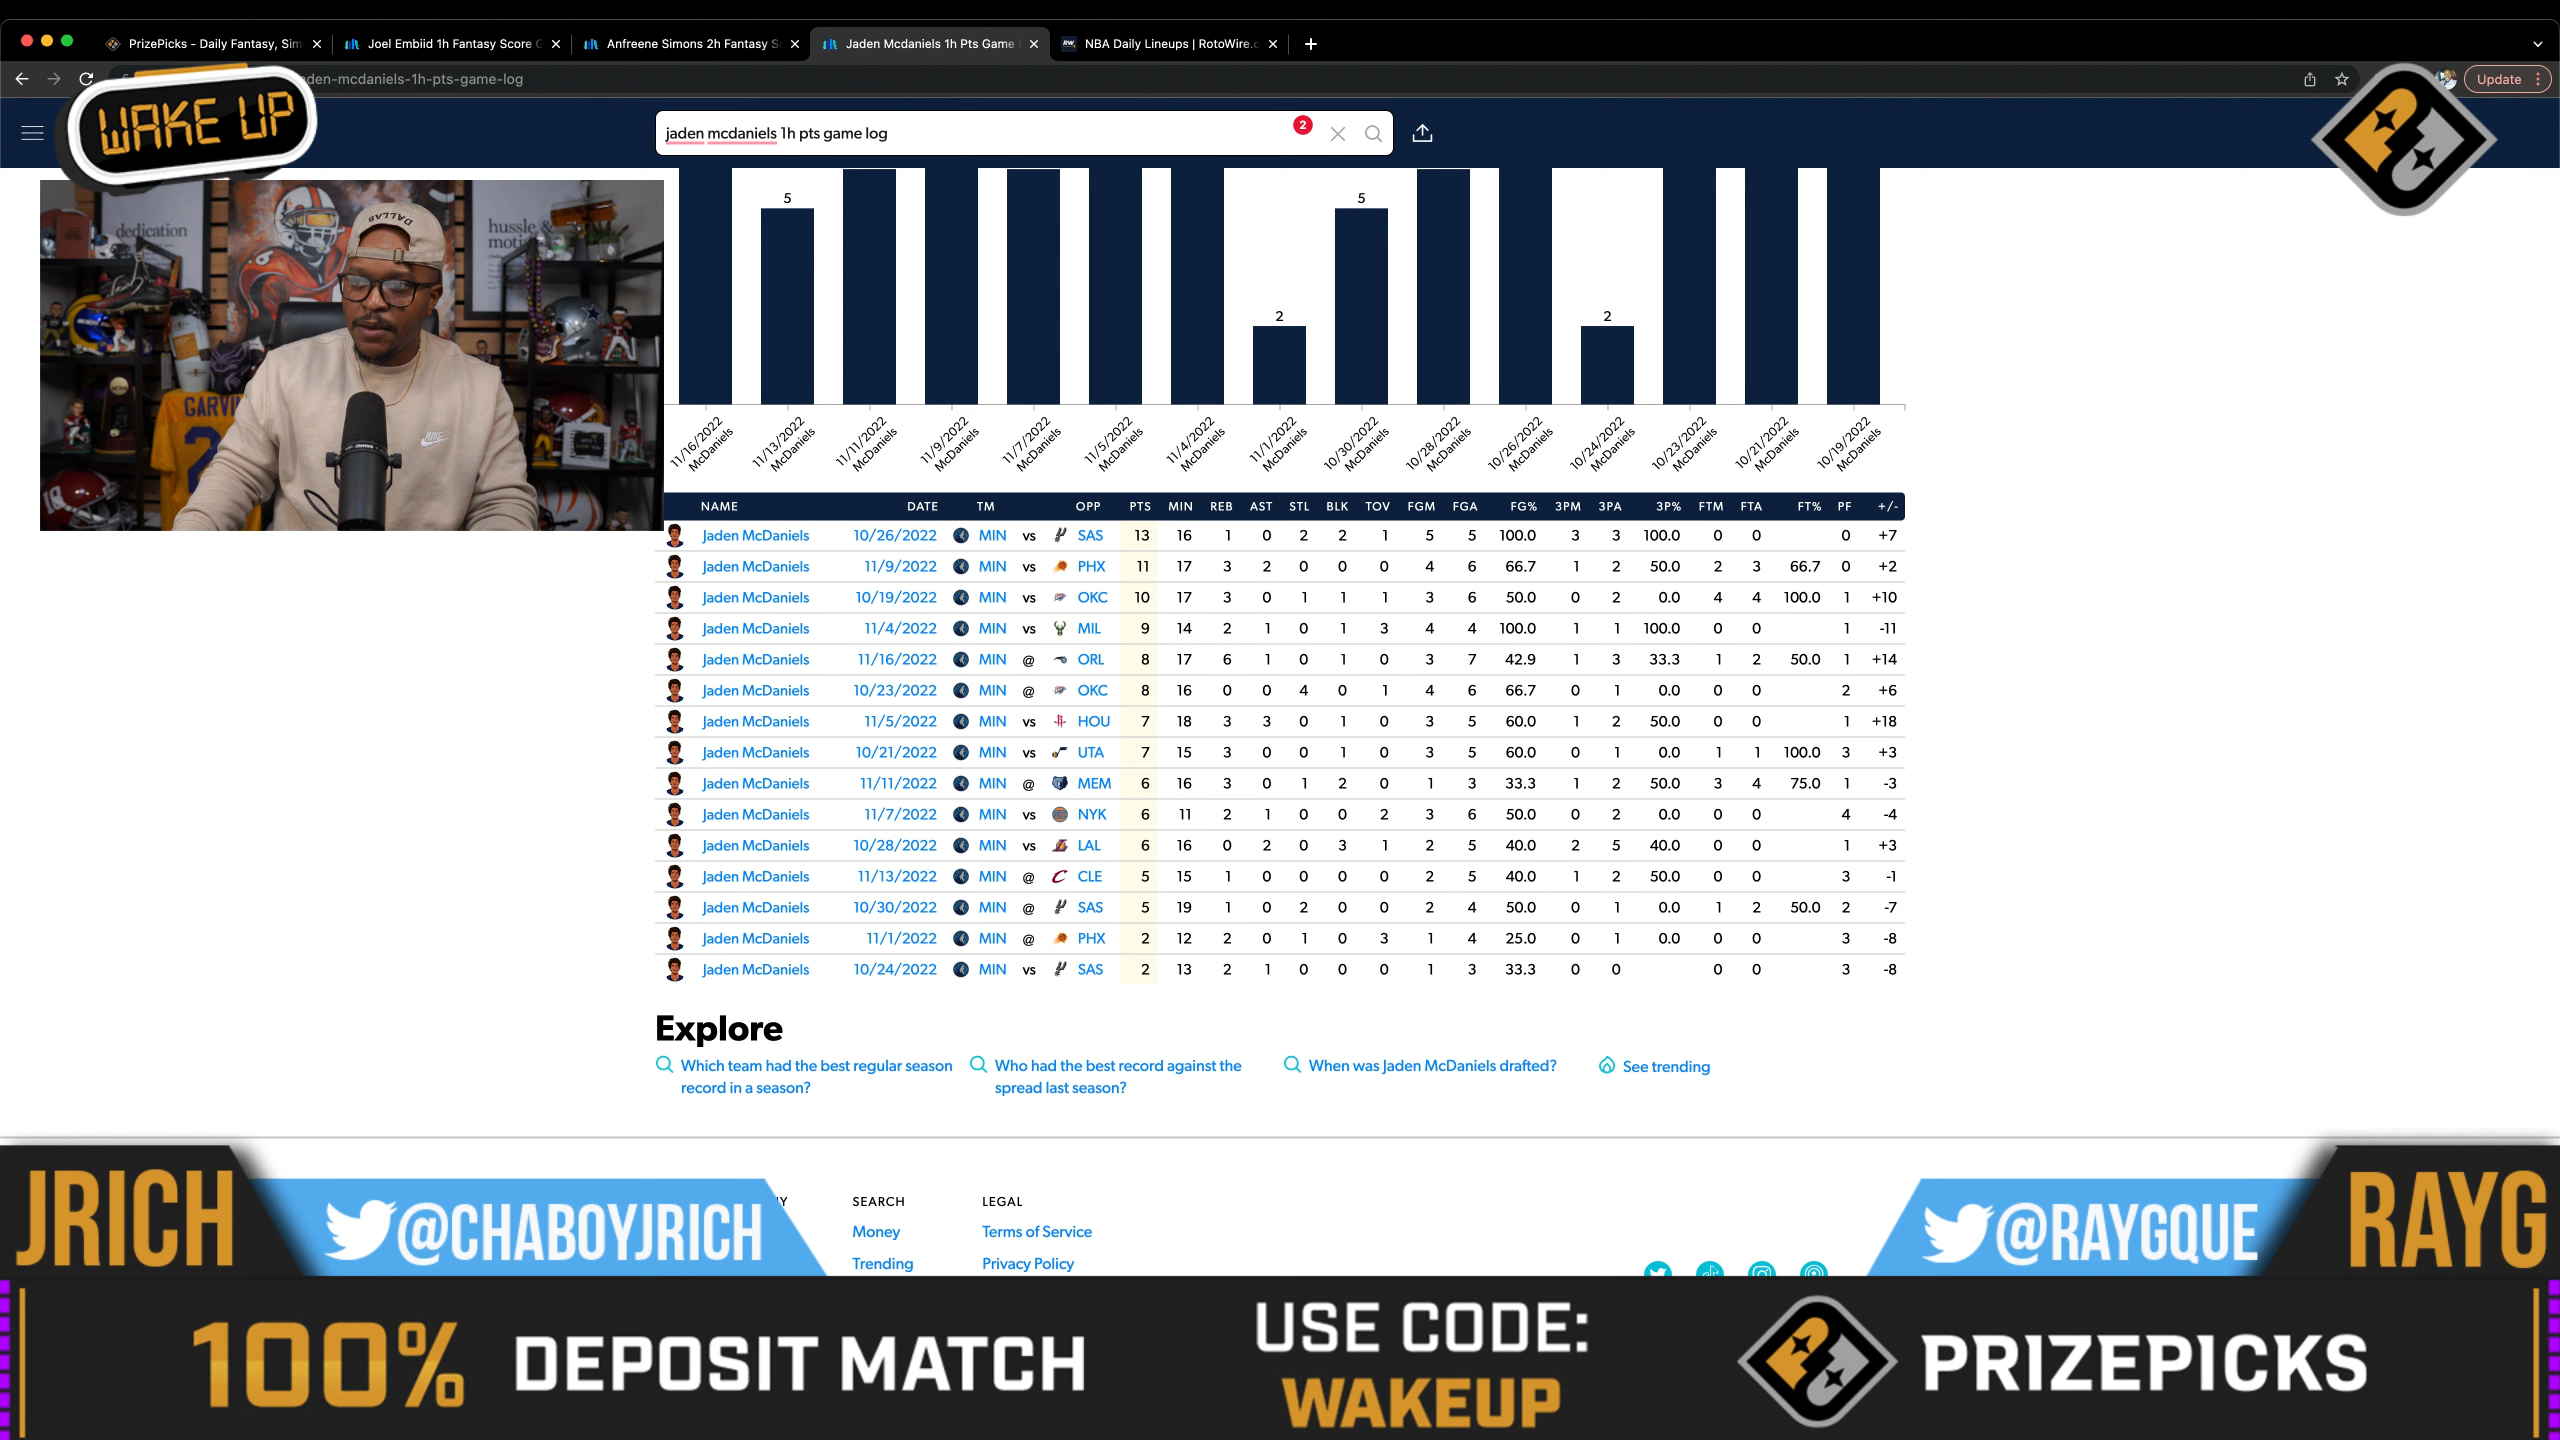 PrizePicks - Daily Fantasy, Sim
Joel Embiid 1h Fantasy Score G
Anfreene Simons 2h Fantasy S
Jaden Mcdaniels 1h Pts Game
NBA Daily Lineups | RotoWire.c
aden-mcdaniels-1h-pts-game-log
Update
WAKE UP
jaden mcdaniels 1h pts game log
2
dedication
hussle &
moti
DALLAS
GARVI
2
NIKE
5
2
5
2
11/16/2022 McDaniels
11/13/2022 McDaniels
11/11/2022 McDaniels
11/9/2022 McDaniels
11/7/2022 McDaniels
11/5/2022 McDaniels
11/4/2022 McDaniels
11/1/2022 McDaniels
10/30/2022 McDaniels
10/28/2022 McDaniels
10/26/2022 McDaniels
10/24/2022 McDaniels
10/23/2022 McDaniels
10/21/2022 McDaniels
10/19/2022 McDaniels
NAME DATE TM OPP PTS MIN REB AST STL BLK TOV FGM FGA FG% 3PM 3PA 3P% FTM FTA FT% PF +/-
Jaden McDaniels 10/26/2022 MIN vs SAS 13 16 1 0 2 2 1 5 5 100.0 3 3 100.0 0 0 0 +7
Jaden McDaniels 11/9/2022 MIN vs PHX 11 17 3 2 0 0 0 4 6 66.7 1 2 50.0 2 3 66.7 0 +2
Jaden McDaniels 10/19/2022 MIN vs OKC 10 17 3 0 1 1 1 3 6 50.0 0 2 0.0 4 4 100.0 1 +10
Jaden McDaniels 11/4/2022 MIN vs MIL 9 14 2 1 0 1 3 4 4 100.0 1 1 100.0 0 0 1 -11
Jaden McDaniels 11/16/2022 MIN @ ORL 8 17 6 1 0 1 0 3 7 42.9 1 3 33.3 1 2 50.0 1 +14
Jaden McDaniels 10/23/2022 MIN @ OKC 8 16 0 0 4 0 1 4 6 66.7 0 1 0.0 0 0 2 +6
Jaden McDaniels 11/5/2022 MIN vs HOU 7 18 3 3 0 1 0 3 5 60.0 1 2 50.0 0 0 1 +18
Jaden McDaniels 10/21/2022 MIN vs UTA 7 15 3 0 0 1 0 3 5 60.0 0 1 0.0 1 1 100.0 3 +3
Jaden McDaniels 11/11/2022 MIN @ MEM 6 16 3 0 1 2 0 1 3 33.3 1 2 50.0 3 4 75.0 1 -3
Jaden McDaniels 11/7/2022 MIN vs NYK 6 11 2 1 0 0 2 3 6 50.0 0 2 0.0 0 0 4 -4
Jaden McDaniels 10/28/2022 MIN vs LAL 6 16 0 2 0 3 1 2 5 40.0 2 5 40.0 0 0 1 +3
Jaden McDaniels 11/13/2022 MIN @ CLE 5 15 1 0 0 0 0 2 5 40.0 1 2 50.0 0 0 3 -1
Jaden McDaniels 10/30/2022 MIN @ SAS 5 19 1 0 2 0 0 2 4 50.0 0 1 0.0 1 2 50.0 2 -7
Jaden McDaniels 11/1/2022 MIN @ PHX 2 12 2 0 1 0 3 1 4 25.0 0 1 0.0 0 0 3 -8
Jaden McDaniels 10/24/2022 MIN vs SAS 2 13 2 1 0 0 0 1 3 33.3 0 0 0 0 3 -8
Explore
Which team had the best regular season
record in a season?
Who had the best record against the
spread last season?
When was Jaden McDaniels drafted?
See trending
Y
SEARCH
Money
Trending
LEGAL
Terms of Service
Privacy Policy
JRICH
@CHABOYJRICH
@RAYGQUE
RAYG
100% DEPOSIT MATCH
USE CODE:
WAKEUP
PRIZEPICKS